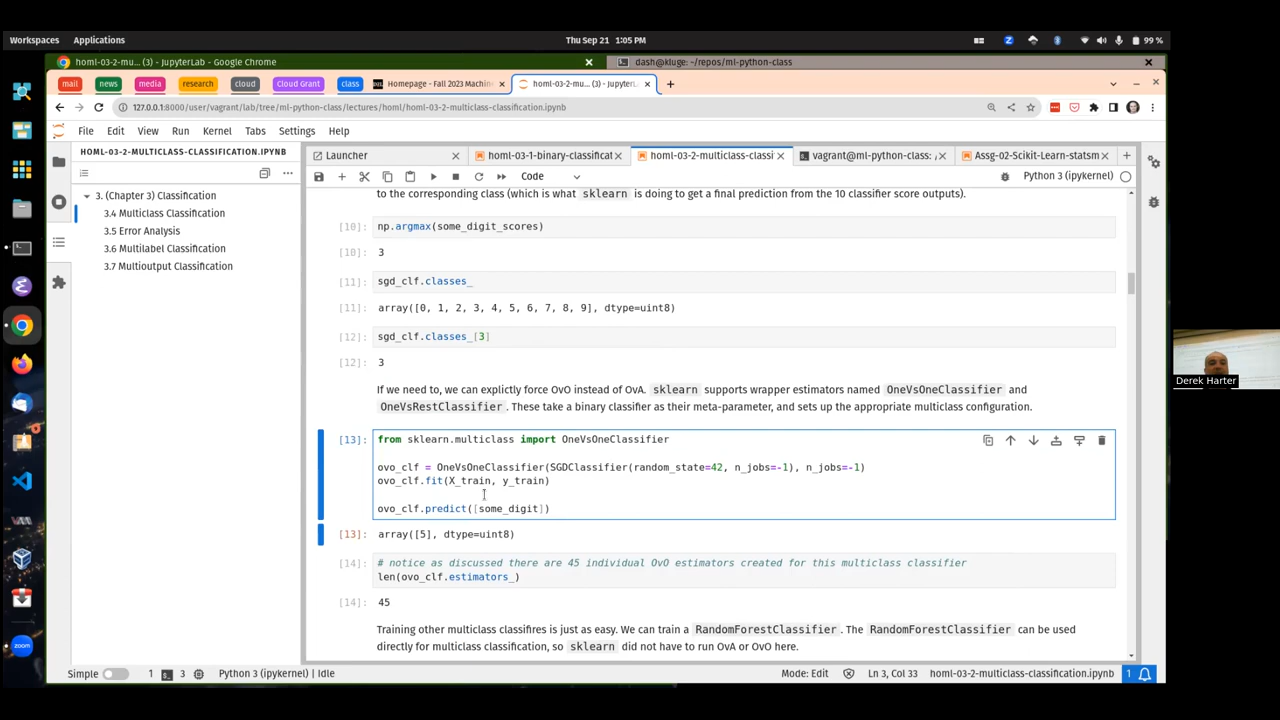 Workspaces Applications Thu Sep 21 1:05 PM 99 %
homl-03-2-mu... (3) - JupyterLab - Google Chrome dash@kluge: ~/repos/ml-python-class
mail news media research cloud Cloud Grant class Homepage - Fall 2023 Machin homl-03-2-mu... (3) - JupyterL
127.0.0.1:8000/user/vagrant/lab/tree/ml-python-class/lectures/homl/homl-03-2-multiclass-classification.ipynb
File Edit View Run Kernel Tabs Settings Help
HOML-03-2-MULTICLASS-CLASSIFICATION.IPYNB
Launcher homl-03-1-binary-classificat homl-03-2-multiclass-classi vagrant@ml-python-class: ./ Assg-02-Scikit-Learn-statsm
Code Python 3 (ipykernel)
3. (Chapter 3) Classification
3.4 Multiclass Classification
3.5 Error Analysis
3.6 Multilabel Classification
3.7 Multioutput Classification
to the corresponding class (which is what sklearn is doing to get a final prediction from the 10 classifier score outputs).
[10]: np.argmax(some_digit_scores)
[10]: 3
[11]: sgd_clf.classes_
[11]: array([0, 1, 2, 3, 4, 5, 6, 7, 8, 9], dtype=uint8)
[12]: sgd_clf.classes_[3]
[12]: 3
If we need to, we can explictly force OvO instead of OvA. sklearn supports wrapper estimators named OneVsOneClassifier and
OneVsRestClassifier. These take a binary classifier as their meta-parameter, and sets up the appropriate multiclass configuration.
[13]: from sklearn.multiclass import OneVsOneClassifier
ovo_clf = OneVsOneClassifier(SGDClassifier(random_state=42, n_jobs=-1), n_jobs=-1)
ovo_clf.fit(X_train, y_train)
ovo_clf.predict([some_digit])
[13]: array([5], dtype=uint8)
[14]: # notice as discussed there are 45 individual OvO estimators created for this multiclass classifier
len(ovo_clf.estimators_)
[14]: 45
Training other multiclass classifires is just as easy. We can train a RandomForestClassifier. The RandomForestClassifier can be used
directly for multiclass classification, so sklearn did not have to run OvA or OvO here.
Derek Harter
zoom
Simple 1 3 Python 3 (ipykernel) | Idle Mode: Edit Ln 3, Col 33 homl-03-2-multiclass-classification.ipynb 1